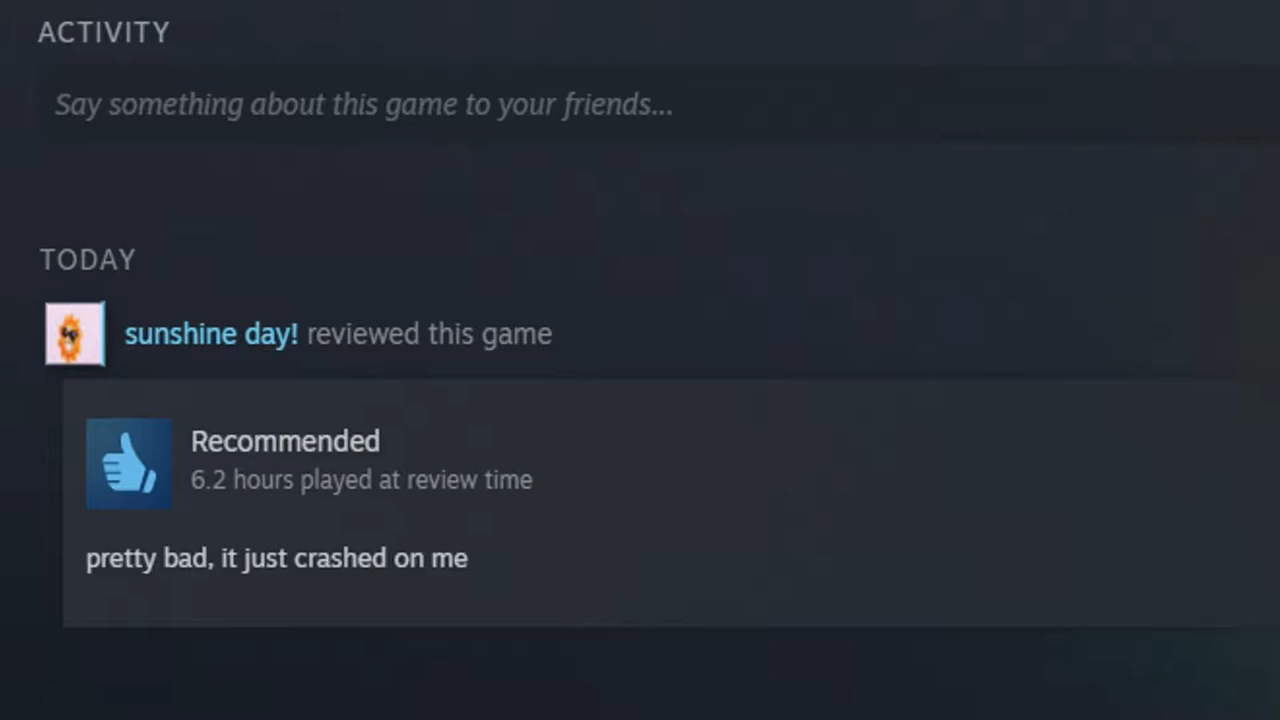 ACTIVITY
Say something about this game to your friends...
TODAY
sunshine day! reviewed this game
Recommended
6.2 hours played at review time
pretty bad, it just crashed on me